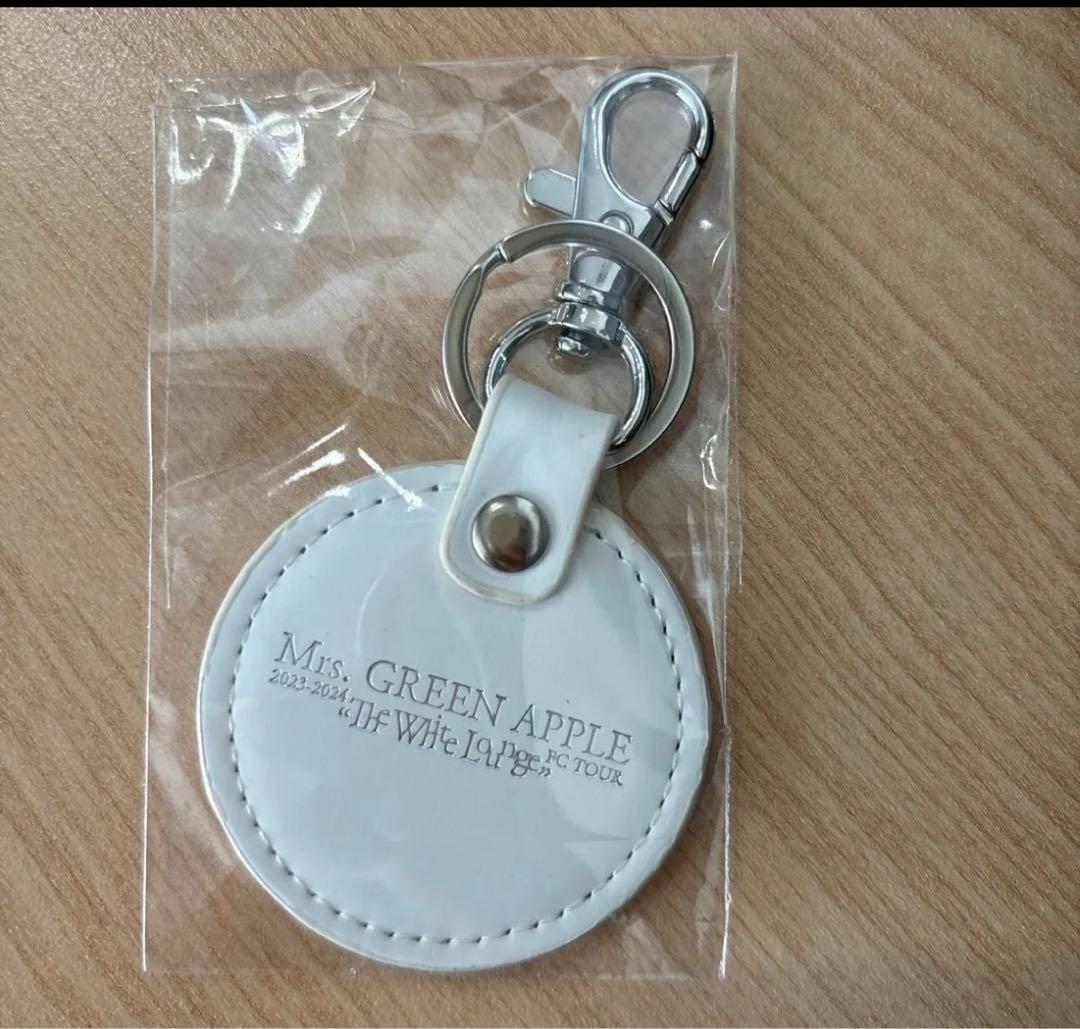 Mrs. GREEN APPLE
2023-2024 FC TOUR
“The White Lounge”